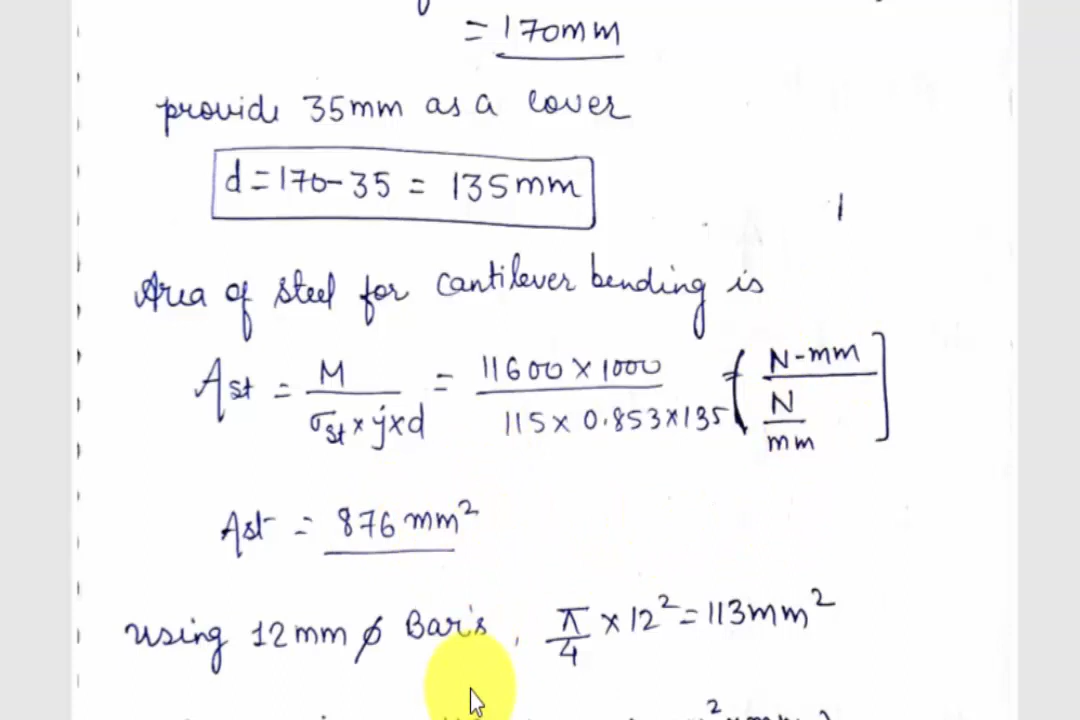 = 170mm
provide 35mm as a cover
d = 170-35 = 135mm
Area of steel for cantilever bending is
Ast = M / σst × j × d = 11600 × 1000 / 115 × 0.853 × 135 [N-mm / N/mm]
Ast = 876 mm²
using 12mm ϕ Bar's, π/4 × 12² = 113mm²